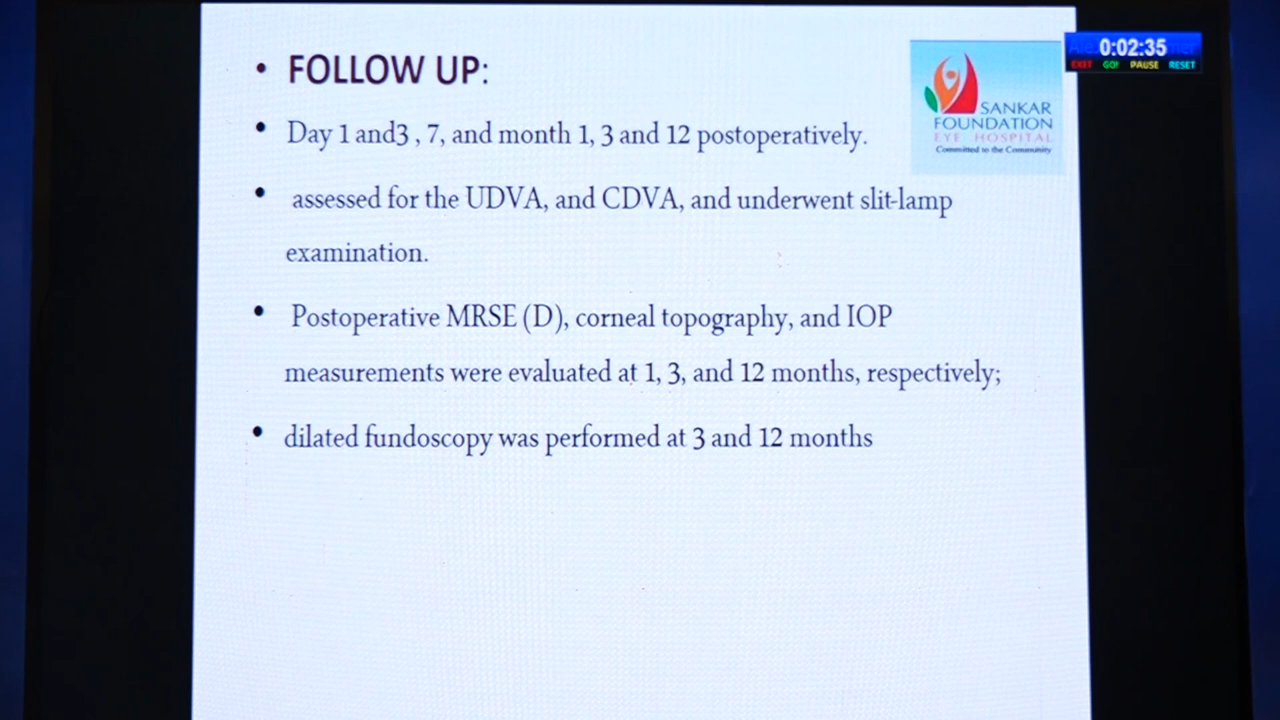 • FOLLOW UP:
• Day 1 and3 , 7, and month 1, 3 and 12 postoperatively.
• assessed for the UDVA, and CDVA, and underwent slit-lamp
examination.
• Postoperative MRSE (D), corneal topography, and IOP
measurements were evaluated at 1, 3, and 12 months, respectively;
• dilated fundoscopy was performed at 3 and 12 months
SANKAR
FOUNDATION
EYE HOSPITAL
Committed to the Community
0:02:35
EXIT GO! PAUSE RESET